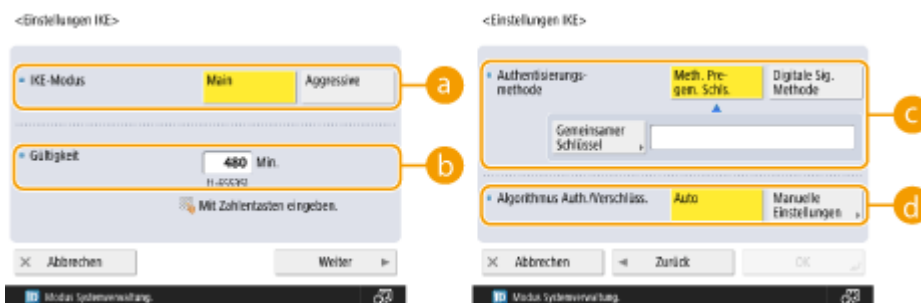 <Einstellungen IKE>
IKE-Modus
Main
Aggressive
a
Gültigkeit
480 Min.
Mit Zahlentasten eingeben.
b
Abbrechen
Weiter
Modus Systemverwaltung.
<Einstellungen IKE>
Authentisierungs-
methode
Meth. Pre-
gem. Schls.
Digitale Sig.
Methode
Gemeinsamer
Schlüssel
c
Algorithmus Auth./Verschlüss.
Auto
Manuelle
Einstellungen
d
Abbrechen
Zurück
OK
Modus Systemverwaltung.